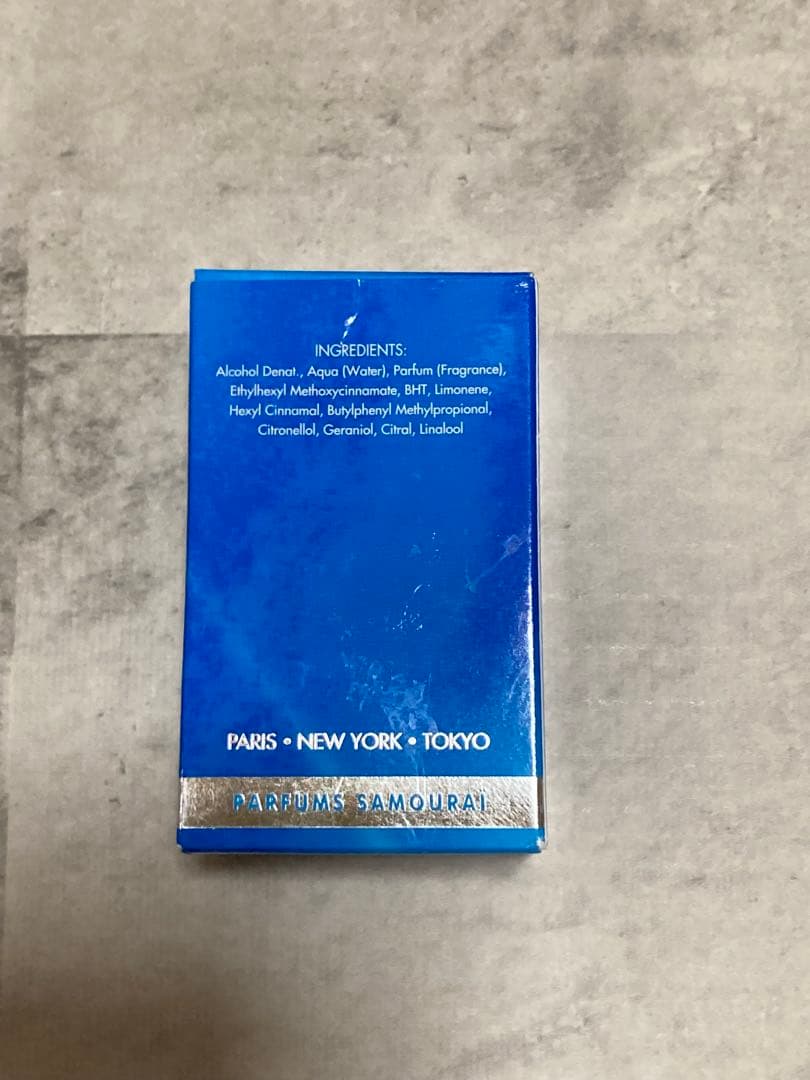 INGREDIENTS:
Alcohol Denat., Aqua (Water), Parfum (Fragrance),
Ethylhexyl Methoxycinnamate, BHT, Limonene,
Hexyl Cinnamal, Butylphenyl Methylpropional,
Citronellol, Geraniol, Citral, Linalool
PARIS • NEW YORK • TOKYO
PARFUMS SAMOURAI